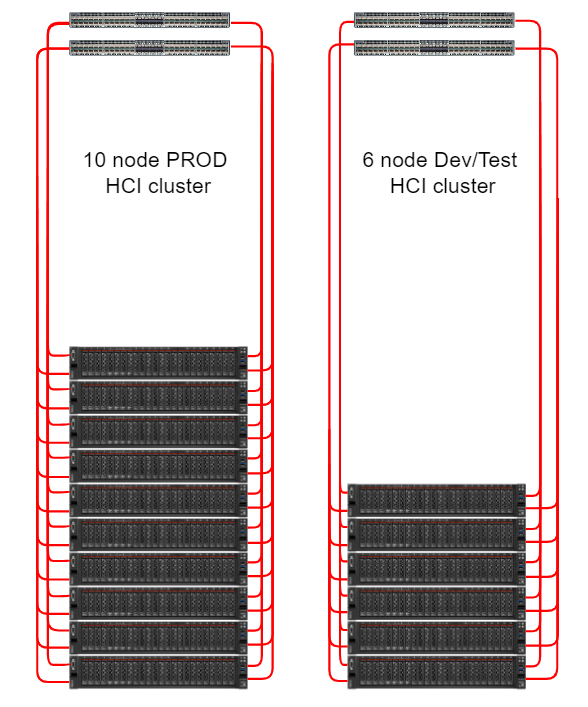 10 node PROD
HCI cluster
6 node Dev/Test
HCI cluster